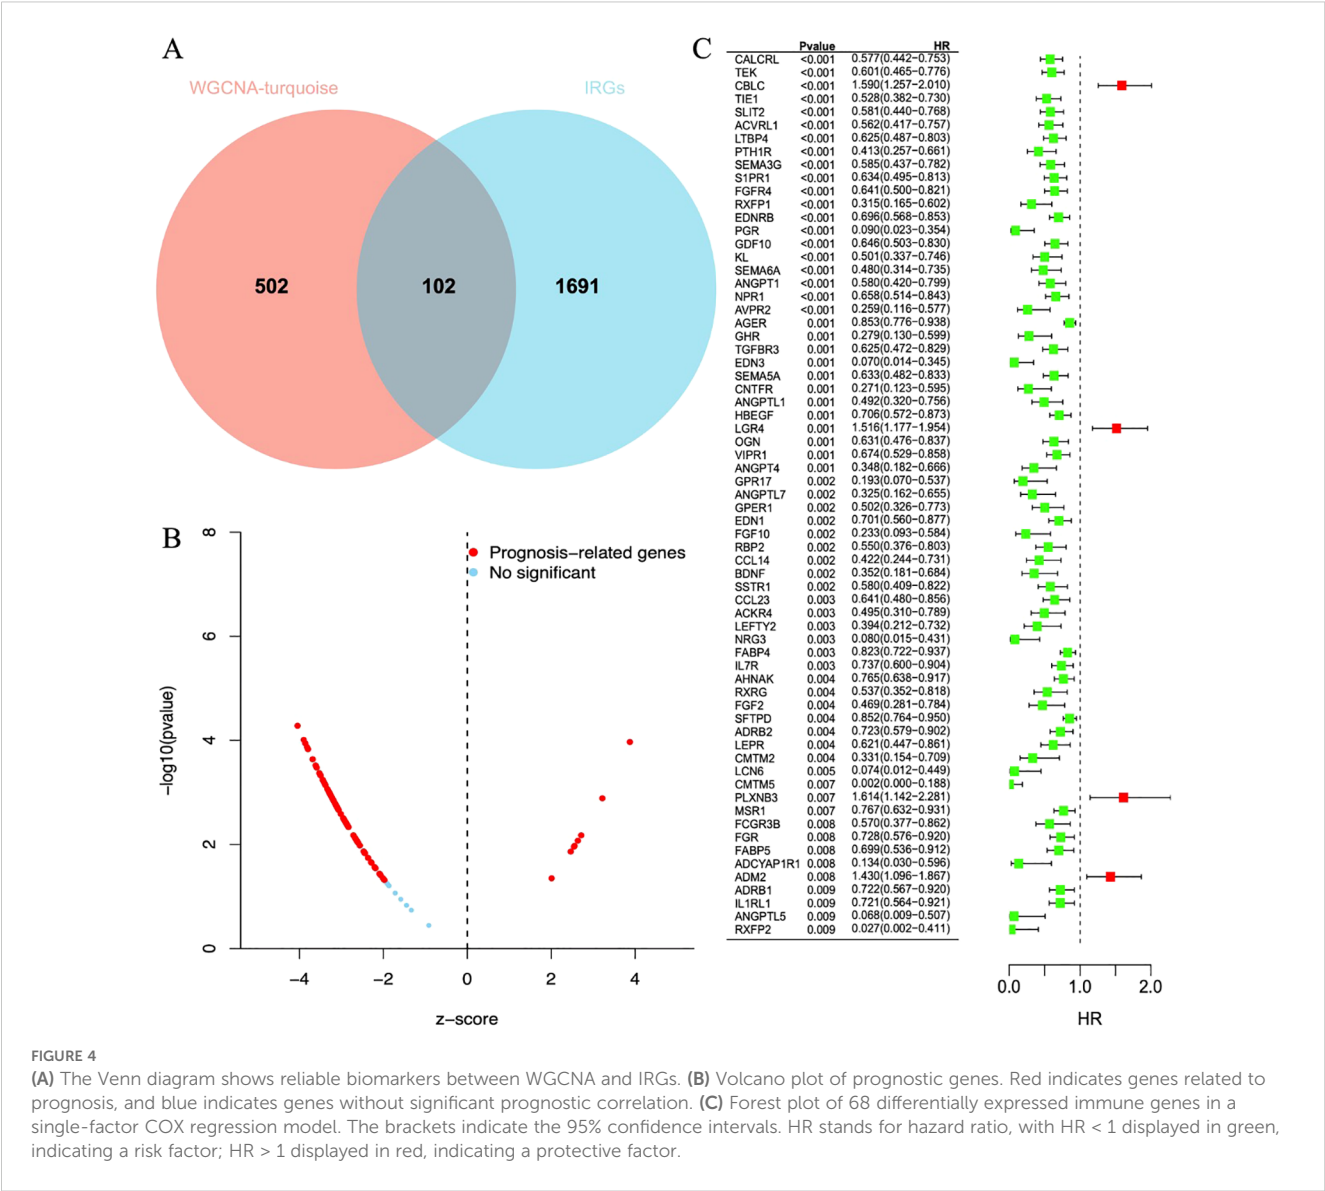 A
WGCNA-turquoise
IRGs
502
102
1691
B
Prognosis-related genes
No significant
8
6
4
2
0
-log10(pvalue)
-4
-2
0
2
4
z-score
C
Pvalue HR
CALCRL <0.001 0.577(0.442-0.753)
TEK <0.001 0.601(0.465-0.776)
CBLC <0.001 1.590(1.257-2.010)
TIE1 <0.001 0.528(0.382-0.730)
SLIT2 <0.001 0.581(0.440-0.768)
ACVRL1 <0.001 0.562(0.417-0.757)
LTBP4 <0.001 0.625(0.487-0.803)
PTH1R <0.001 0.413(0.257-0.661)
SEMA3G <0.001 0.585(0.437-0.782)
S1PR1 <0.001 0.634(0.495-0.813)
FGFR4 <0.001 0.641(0.500-0.821)
RXFP1 <0.001 0.315(0.165-0.602)
EDNRB <0.001 0.696(0.568-0.853)
PGR <0.001 0.090(0.023-0.354)
GDF10 <0.001 0.646(0.503-0.830)
KL <0.001 0.501(0.337-0.746)
SEMA6A <0.001 0.480(0.314-0.735)
ANGPT1 <0.001 0.580(0.420-0.799)
NPR1 <0.001 0.658(0.514-0.843)
AVPR2 <0.001 0.259(0.116-0.577)
AGER 0.001 0.853(0.776-0.938)
GHR 0.001 0.279(0.130-0.599)
TGFBR3 0.001 0.625(0.472-0.829)
EDN3 0.001 0.070(0.014-0.345)
SEMA5A 0.001 0.633(0.482-0.833)
CNTFR 0.001 0.271(0.123-0.595)
ANGPTL1 0.001 0.492(0.320-0.756)
HBEGF 0.001 0.706(0.572-0.873)
LGR4 0.001 1.516(1.177-1.954)
OGN 0.001 0.631(0.476-0.837)
VIPR1 0.001 0.674(0.529-0.858)
ANGPT4 0.001 0.348(0.182-0.666)
GPR17 0.002 0.193(0.070-0.537)
ANGPTL7 0.002 0.325(0.162-0.655)
GPER1 0.002 0.502(0.326-0.773)
EDN1 0.002 0.701(0.560-0.877)
FGF10 0.002 0.233(0.093-0.584)
RBP2 0.002 0.550(0.376-0.803)
CCL14 0.002 0.422(0.244-0.731)
BDNF 0.002 0.352(0.181-0.684)
SSTR1 0.002 0.580(0.409-0.822)
CCL23 0.003 0.641(0.480-0.856)
ACKR4 0.003 0.495(0.310-0.789)
LEFTY2 0.003 0.394(0.212-0.732)
NRG3 0.003 0.080(0.015-0.431)
FABP4 0.003 0.823(0.722-0.937)
IL7R 0.003 0.737(0.600-0.904)
AHNAK 0.004 0.765(0.638-0.917)
RXRG 0.004 0.537(0.352-0.818)
FGF2 0.004 0.469(0.281-0.784)
SFTPD 0.004 0.852(0.764-0.950)
ADRB2 0.004 0.723(0.579-0.902)
LEPR 0.004 0.621(0.447-0.861)
CMTM2 0.004 0.331(0.154-0.709)
LCN6 0.005 0.074(0.012-0.449)
CMTM5 0.007 0.002(0.000-0.188)
PLXNB3 0.007 1.614(1.142-2.281)
MSR1 0.007 0.767(0.632-0.931)
FCGR3B 0.008 0.570(0.377-0.862)
FGR 0.008 0.728(0.576-0.920)
FABP5 0.008 0.699(0.536-0.912)
ADCYAP1R1 0.008 0.134(0.030-0.596)
ADM2 0.008 1.430(1.096-1.867)
ADRB1 0.009 0.722(0.567-0.920)
IL1RL1 0.009 0.721(0.564-0.921)
ANGPTL5 0.009 0.068(0.009-0.507)
RXFP2 0.009 0.027(0.002-0.411)
0.0 1.0 2.0
HR
FIGURE 4
(A) The Venn diagram shows reliable biomarkers between WGCNA and IRGs. (B) Volcano plot of prognostic genes. Red indicates genes related to
prognosis, and blue indicates genes without significant prognostic correlation. (C) Forest plot of 68 differentially expressed immune genes in a
single-factor COX regression model. The brackets indicate the 95% confidence intervals. HR stands for hazard ratio, with HR < 1 displayed in green,
indicating a risk factor; HR > 1 displayed in red, indicating a protective factor.